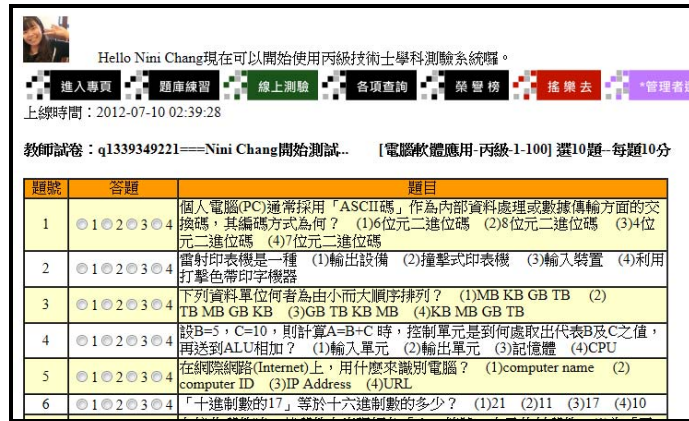 Hello Nini Chang現在可以開始使用丙級技術士學科測驗系統囉。
進入專頁 題庫練習 線上測驗 各項查詢 榮譽榜 搖樂去 *管理者
上線時間：2012-07-10 02:39:28
教師試卷：q1339349221===Nini Chang開始測試... [電腦軟體應用-丙級-1-100] 選10題--每題10分
題號 答題 題目
個人電腦(PC)通常採用「ASCII碼」作為內部資料處理或數據傳輸方面的交
1 1 2 3 4 換碼，其編碼方式為何？ (1)6位元二進位碼 (2)8位元二進位碼 (3)4位
元二進位碼 (4)7位元二進位碼
2 1 2 3 4 雷射印表機是一種 (1)輸出設備 (2)撞擊式印表機 (3)輸入裝置 (4)利用
打擊色帶印字機器
3 1 2 3 4 下列資料單位何者為由小而大順序排列？ (1)MB KB GB TB (2)
TB MB GB KB (3)GB TB KB MB (4)KB MB GB TB
4 1 2 3 4 設B=5，C=10，則計算A=B+C 時，控制單元是到何處取出代表B及C之值，
再送到ALU相加？ (1)輸入單元 (2)輸出單元 (3)記憶體 (4)CPU
5 1 2 3 4 在網際網路(Internet)上，用什麼來識別電腦？ (1)computer name (2)
computer ID (3)IP Address (4)URL
6 1 2 3 4 「十進制數的17」等於十六進制數的多少？ (1)21 (2)11 (3)17 (4)10